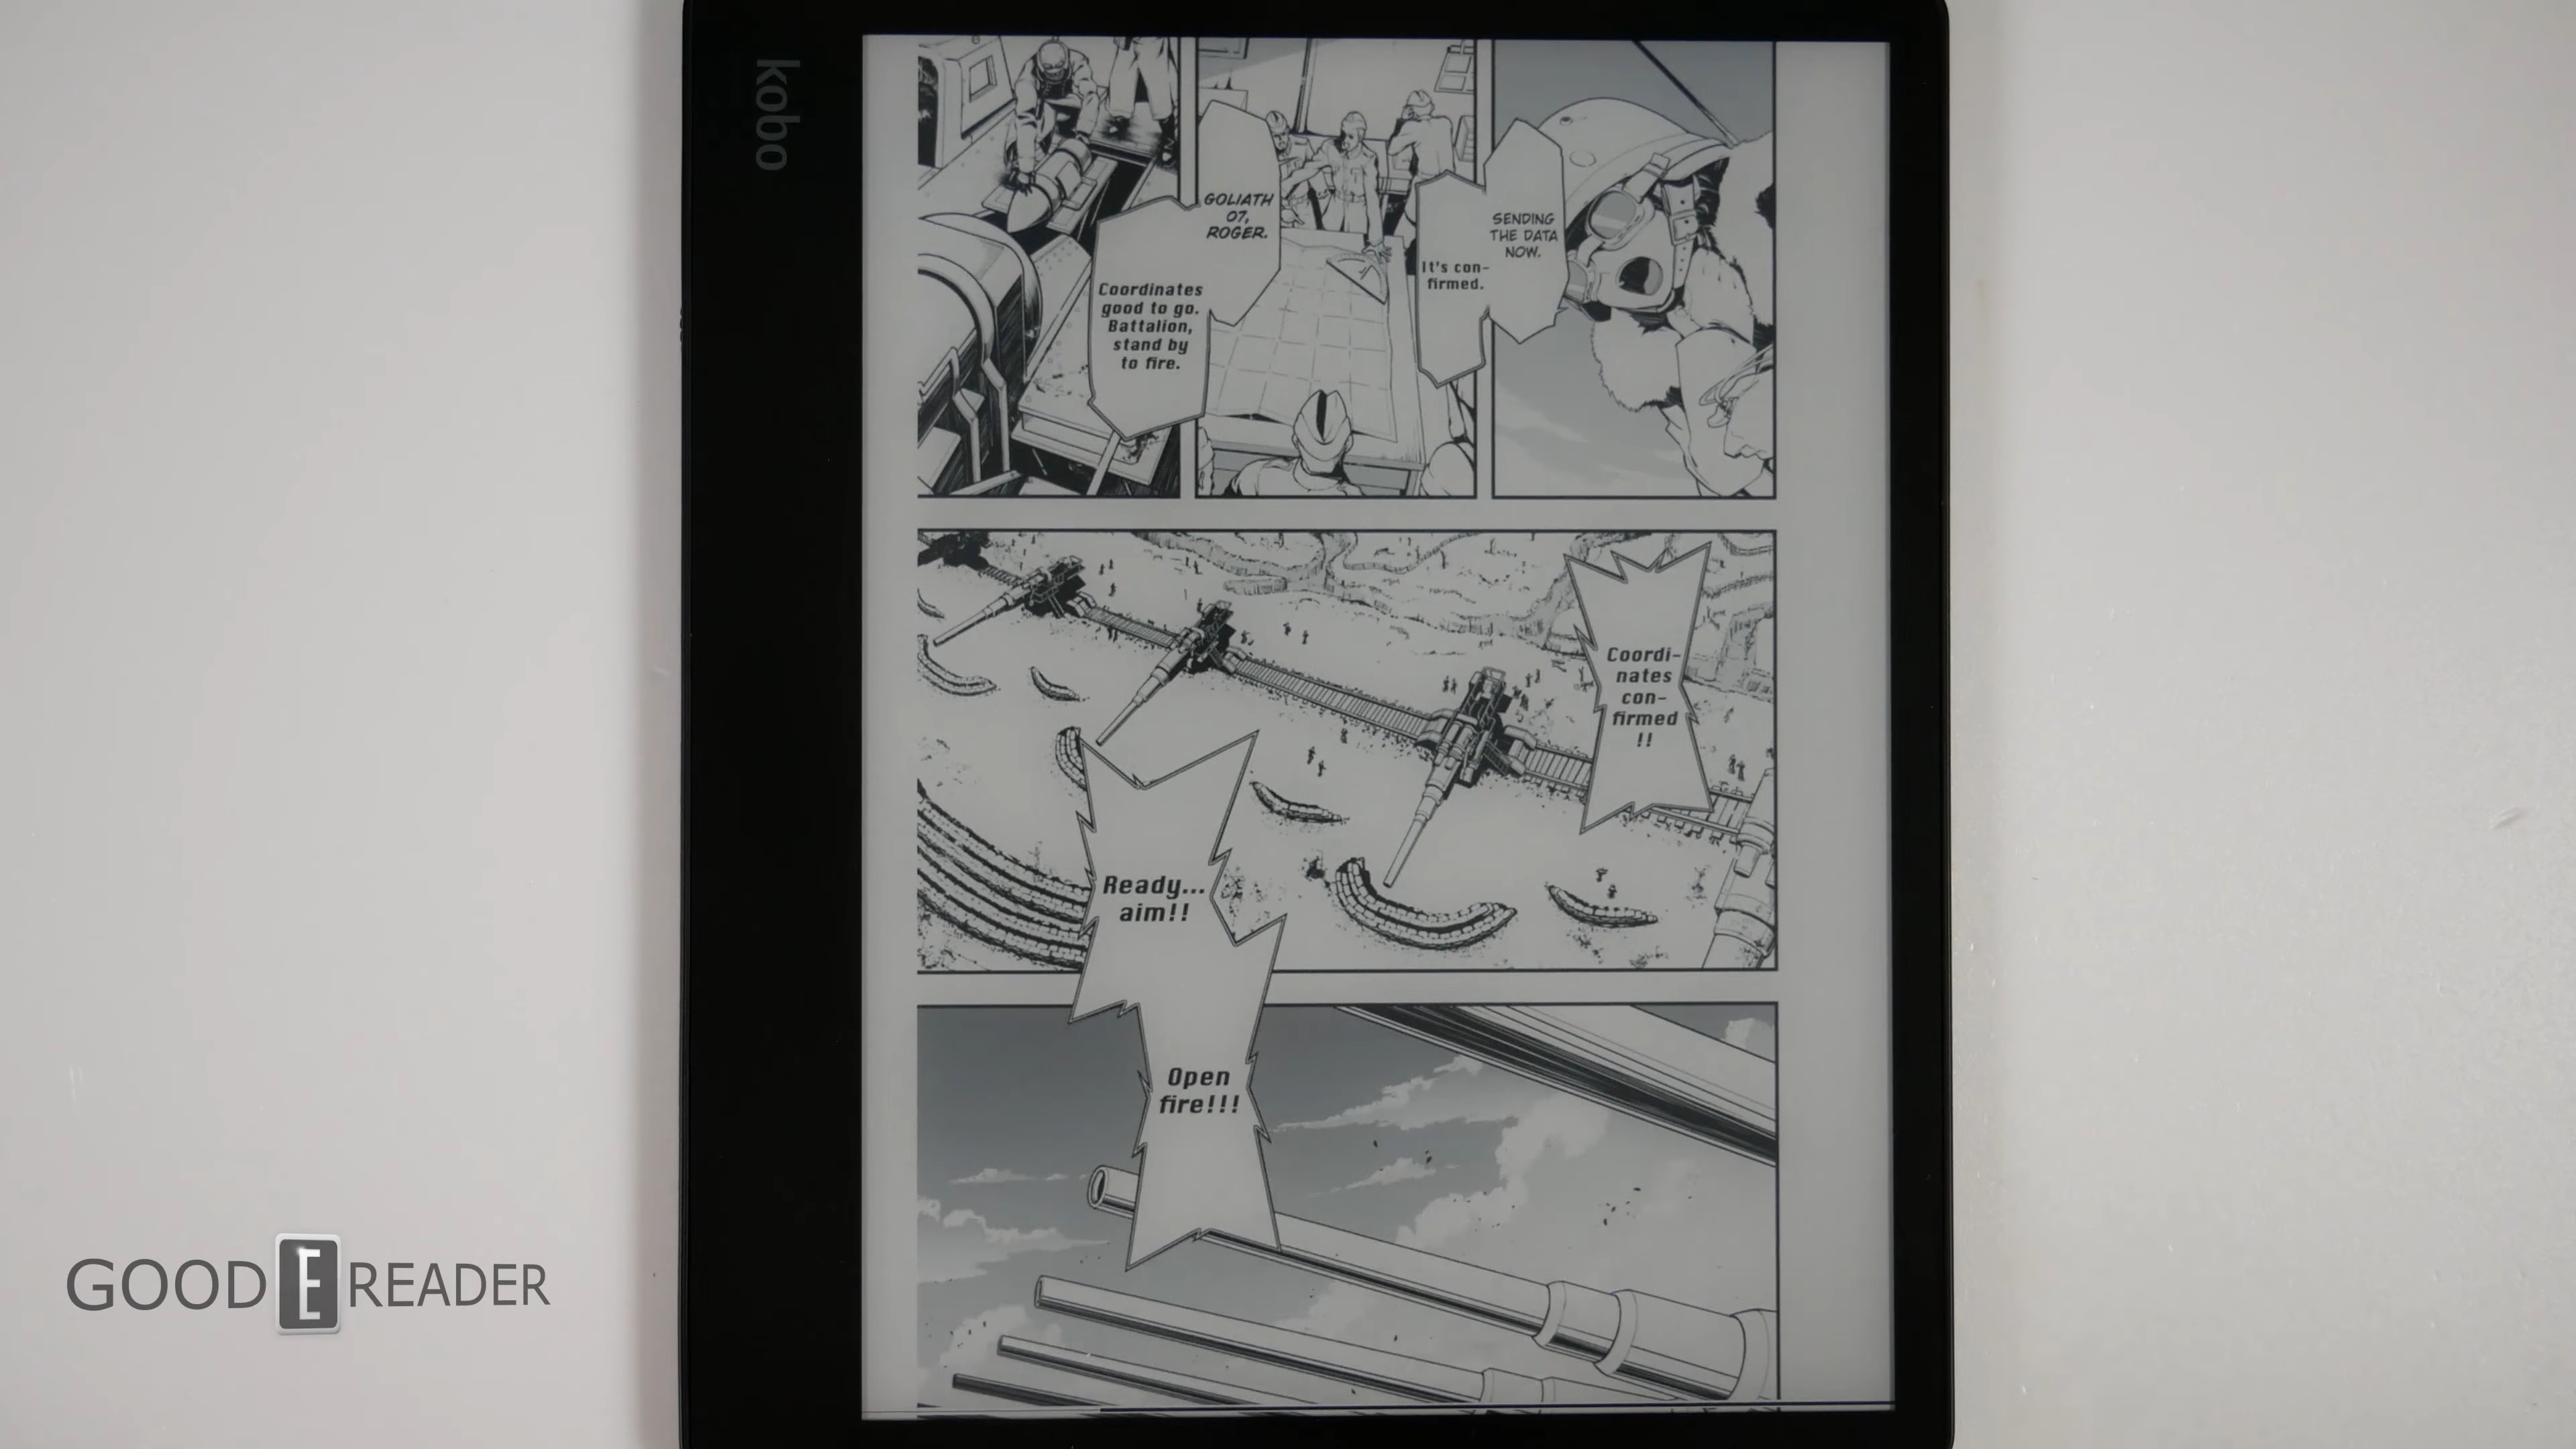 kobo
SENDING
THE DATA
NOW.
It's con-
firmed.
GOLIATH
07,
ROGER.
Coordinates
good to go.
Battalion,
stand by
to fire.
Coordi-
nates
con-
firmed
!!
Ready...
aim!!
Open
fire!!!
GOOD E READER